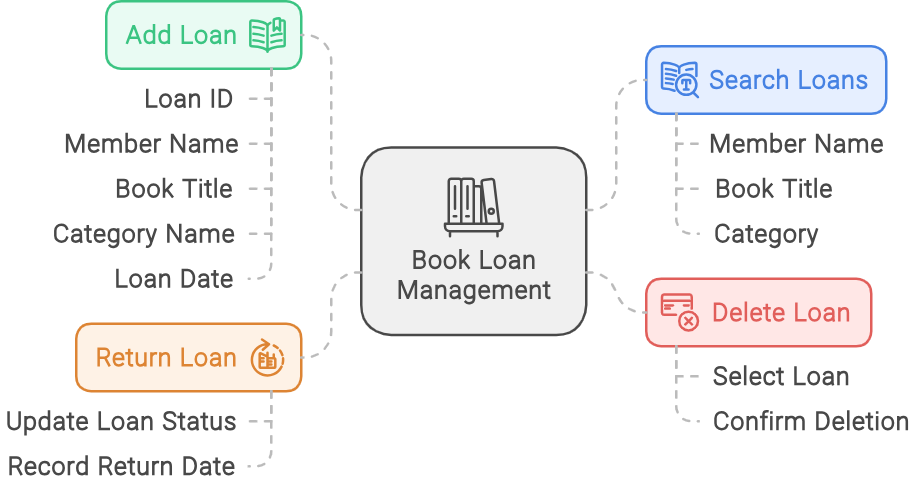 Add Loan
Loan ID
Member Name
Book Title
Category Name
Loan Date
Return Loan
Update Loan Status
Record Return Date
Book Loan
Management
Search Loans
Member Name
Book Title
Category
Delete Loan
Select Loan
Confirm Deletion